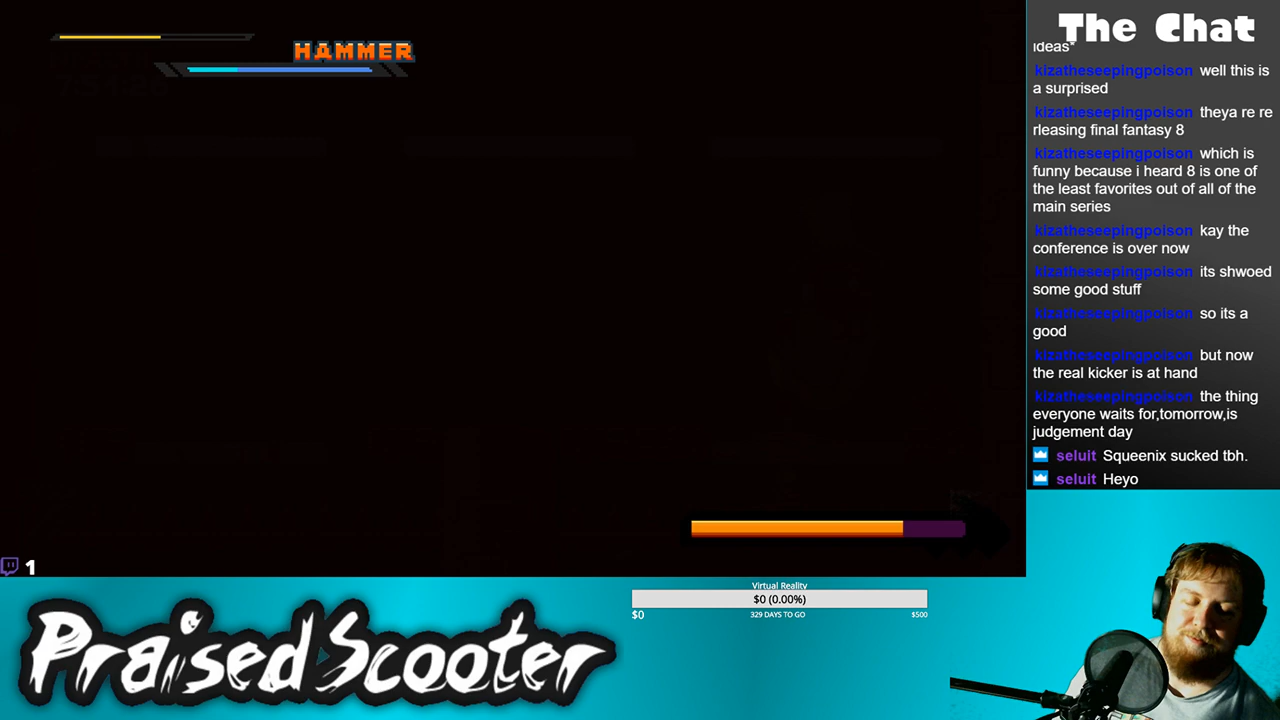 HAMMER
The Chat
ideas*
kizatheseepingpoison well this is
a surprised
kizatheseepingpoison theya re re
rleasing final fantasy 8
kizatheseepingpoison which is
funny because i heard 8 is one of
the least favorites out of all of the
main series
kizatheseepingpoison kay the
conference is over now
kizatheseepingpoison its shwoed
some good stuff
kizatheseepingpoison so its a
good
kizatheseepingpoison but now
the real kicker is at hand
kizatheseepingpoison the thing
everyone waits for,tomorrow,is
judgement day
seluit Squeenix sucked tbh.
seluit Heyo
1
Virtual Reality
$0 (0.00%)
$0 329 DAYS TO GO $500
PraisedScooter